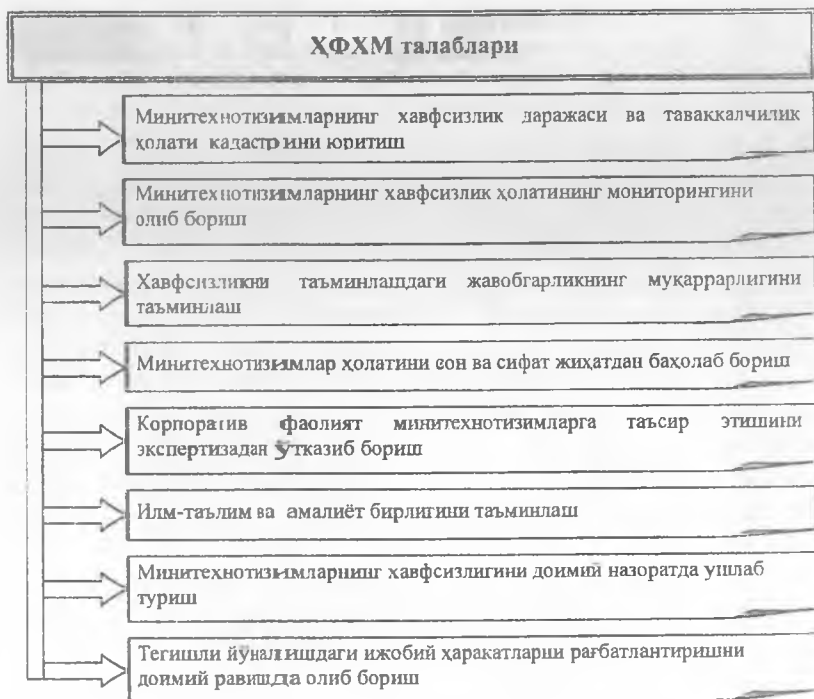 ҲФХМ талаблари
Минитехнотизимларнинг хавфсизлик даражаси ва таваккалчилик
ҳолати кадастрини юритиш
Минитехнотизимларнинг хавфсизлик ҳолатининг мониторингини
олиб бориш
Хавфсизликни таъминлашдаги жавобгарликнинг муқаррарлигини
таъминлаш
Минитехнотизимлар ҳолатини сон ва сифат жиҳатдан баҳолаб бориш
Корпоратив фаолият минитехнотизимларга таъсир этишини
экспертизадан ўтказиб бориш
Илм-таълим ва амалиёт бирлигини таъминлаш
Минитехнотизимларнинг хавфсизлигини доимий назоратда ушлаб
туриш
Тегишли йўналишдаги ижобий ҳаракатларни рағбатлантиришни
доимий равишда олиб бориш